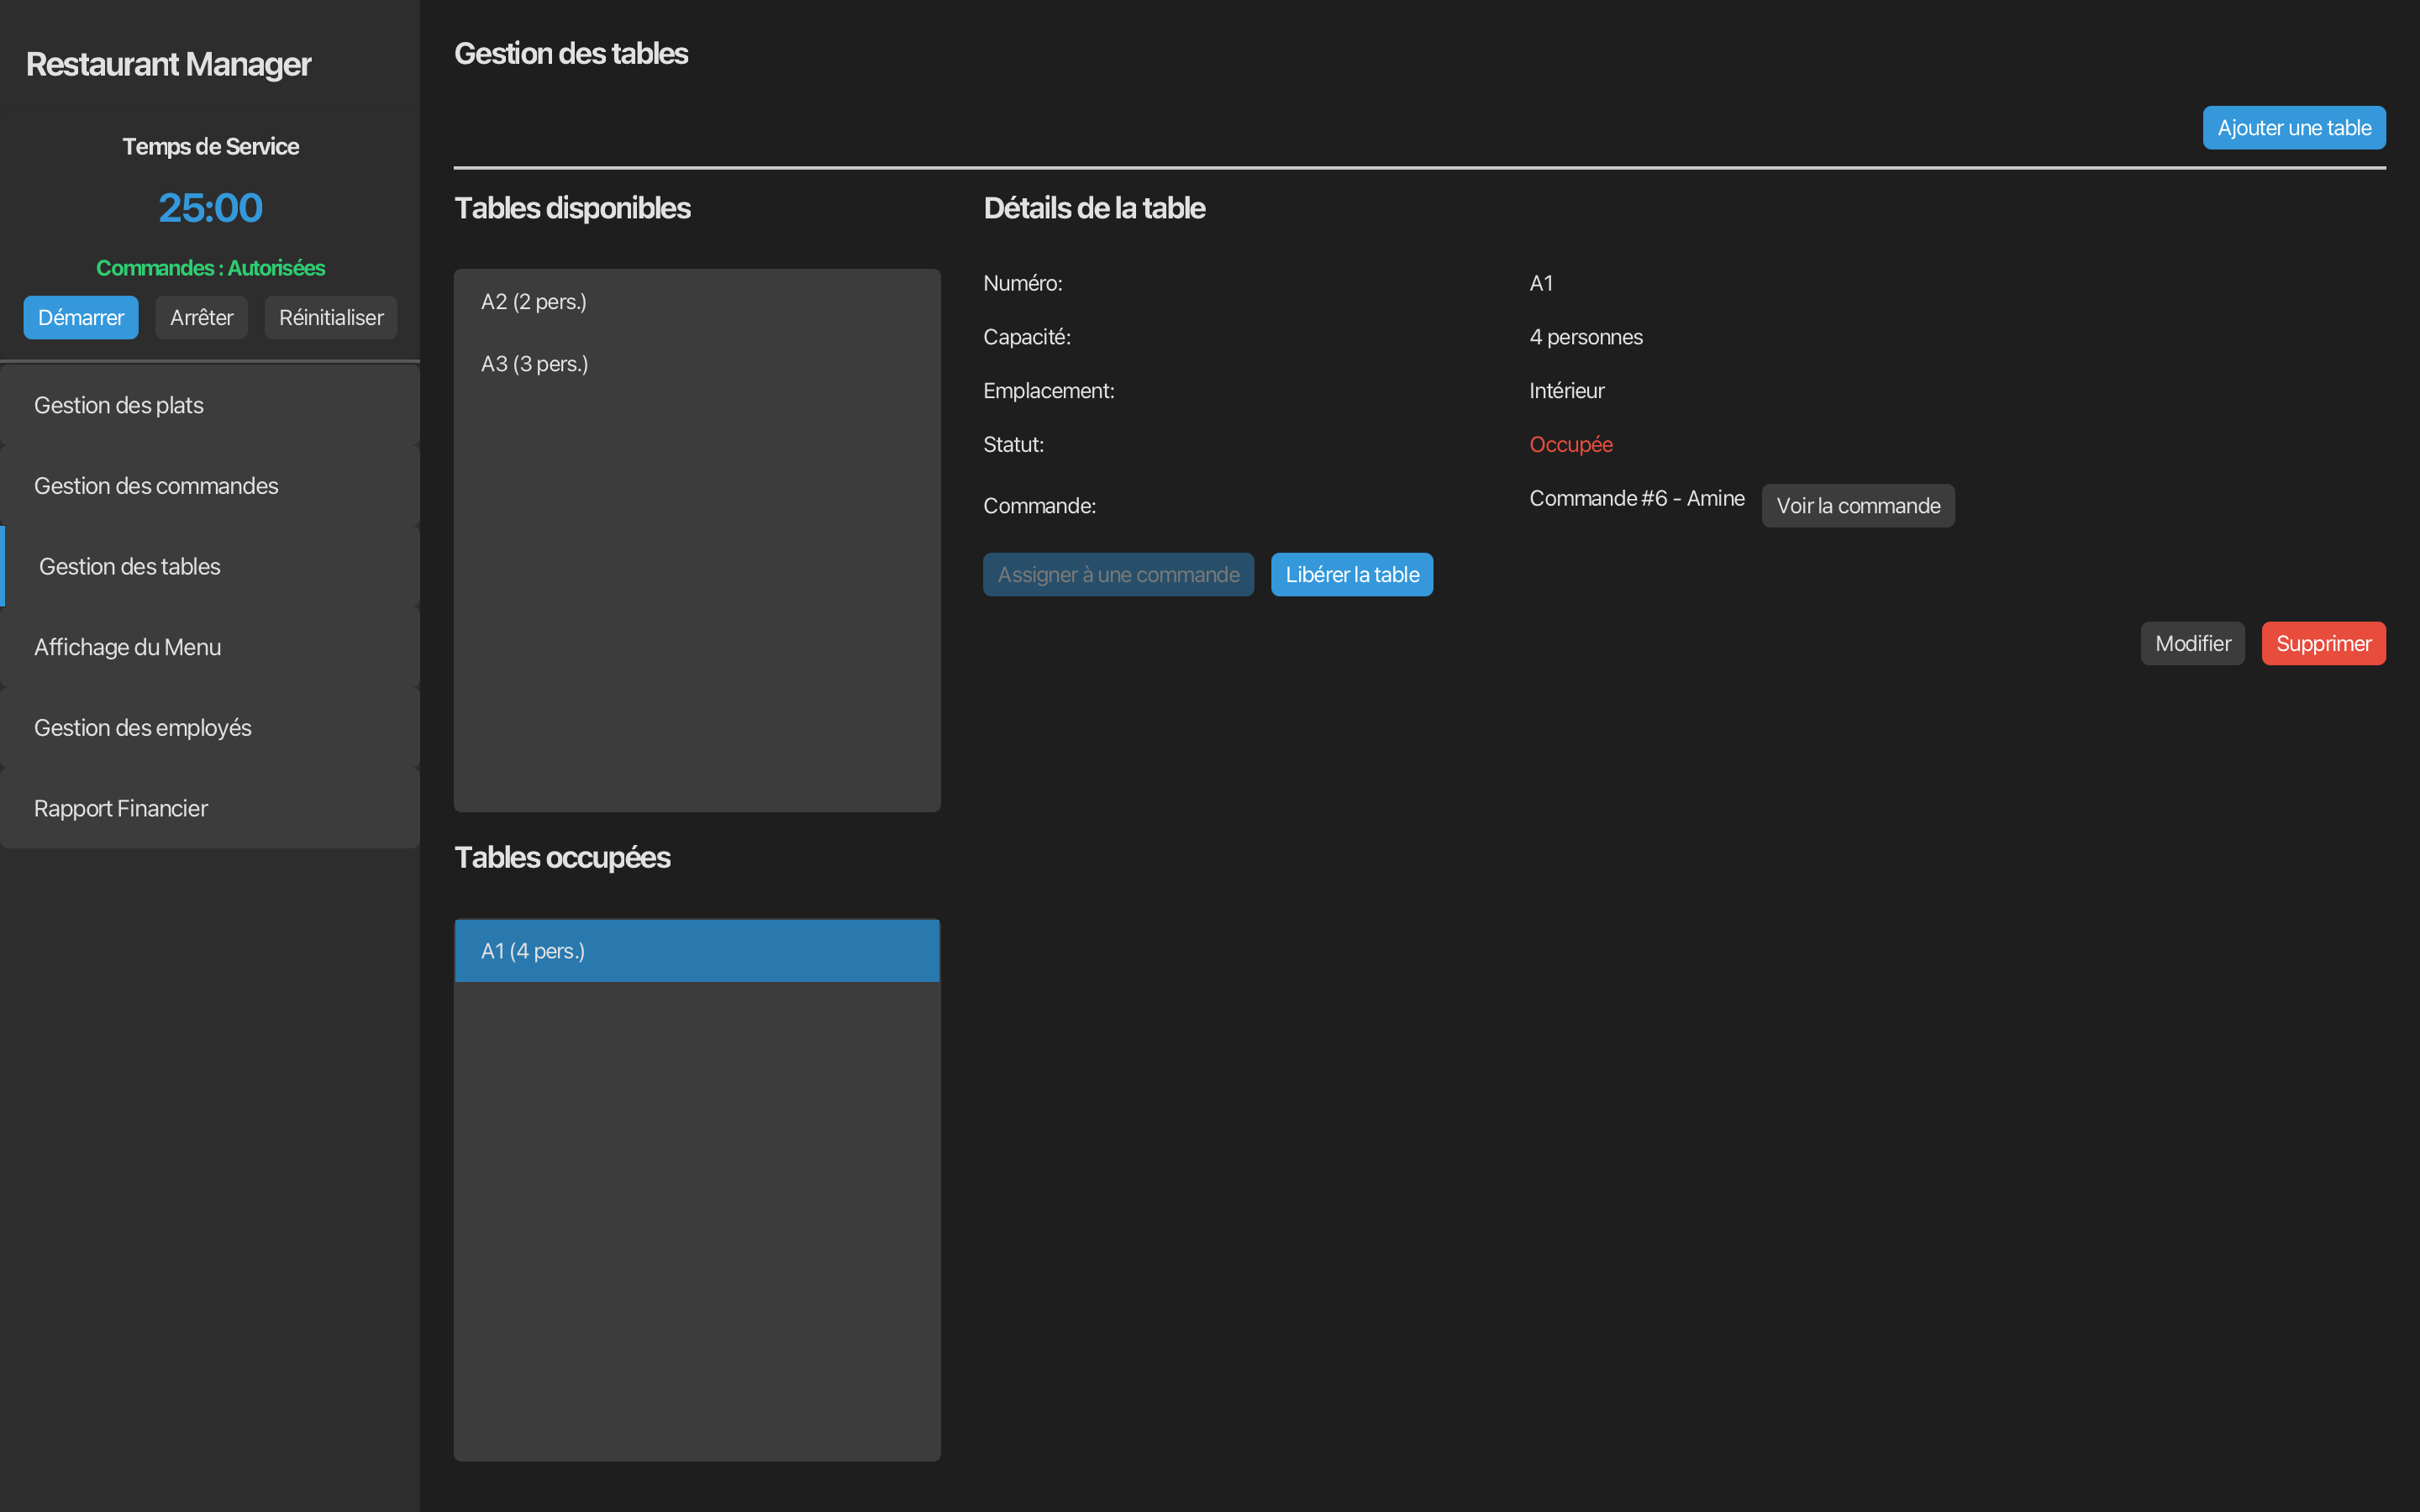 Restaurant Manager
Temps de Service
25:00
Commandes : Autorisées
Démarrer Arrêter Réinitialiser
Gestion des plats
Gestion des commandes
Gestion des tables
Affichage du Menu
Gestion des employés
Rapport Financier
Gestion des tables
Ajouter une table
Tables disponibles
A2 (2 pers.)
A3 (3 pers.)
Tables occupées
A1 (4 pers.)
Détails de la table
Numéro: A1
Capacité: 4 personnes
Emplacement: Intérieur
Statut: Occupée
Commande: Commande #6 - Amine Voir la commande
Assigner à une commande Libérer la table
Modifier Supprimer